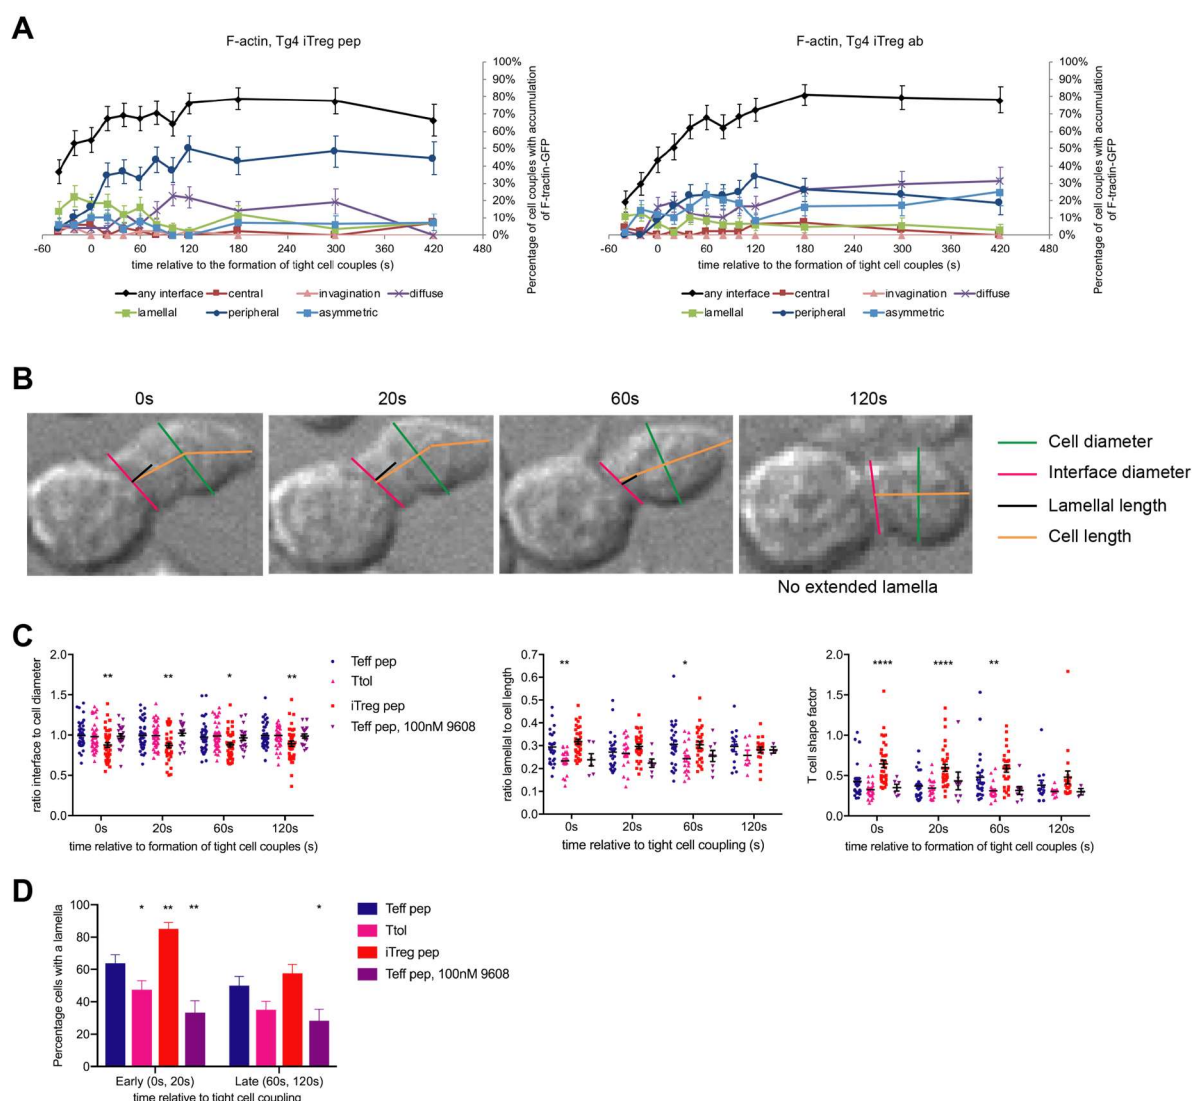 A
F-actin, Tg4 iTreg pep
100%
90%
80%
70%
60%
50%
40%
30%
20%
10%
0%
Percentage of cell couples with accumulation
of F-tractin-GFP
-60 0 60 120 180 240 300 360 420 480
time relative to the formation of tight cell couples (s)
any interface central invagination diffuse
lamellal peripheral asymmetric
F-actin, Tg4 iTreg ab
100%
90%
80%
70%
60%
50%
40%
30%
20%
10%
0%
Percentage of cell couples with accumulation
of F-tractin-GFP
-60 0 60 120 180 240 300 360 420 480
time relative to the formation of tight cell couples (s)
any interface central invagination diffuse
lamellal peripheral asymmetric
B
0s 20s 60s 120s
Cell diameter
Interface diameter
Lamellal length
Cell length
No extended lamella
C
ratio interface to cell diameter
2.0
1.5
1.0
0.5
0.0
** ** * **
0s 20s 60s 120s
time relative to formation of tight cell couples (s)
Teff pep
Ttol
iTreg pep
Teff pep, 100nM 9608
ratio lamellal to cell length
0.7
0.6
0.5
0.4
0.3
0.2
0.1
0.0
** *
0s 20s 60s 120s
time relative to tight cell coupling (s)
T cell shape factor
2.0
1.5
1.0
0.5
0.0
**** **** **
0s 20s 60s 120s
time relative to formation of tight cell couples (s)
D
Percentage cells with a lamella
100
80
60
40
20
0
* ** ** *
Early (0s, 20s) Late (60s, 120s)
time relative to tight cell coupling
Teff pep
Ttol
iTreg pep
Teff pep, 100nM 9608